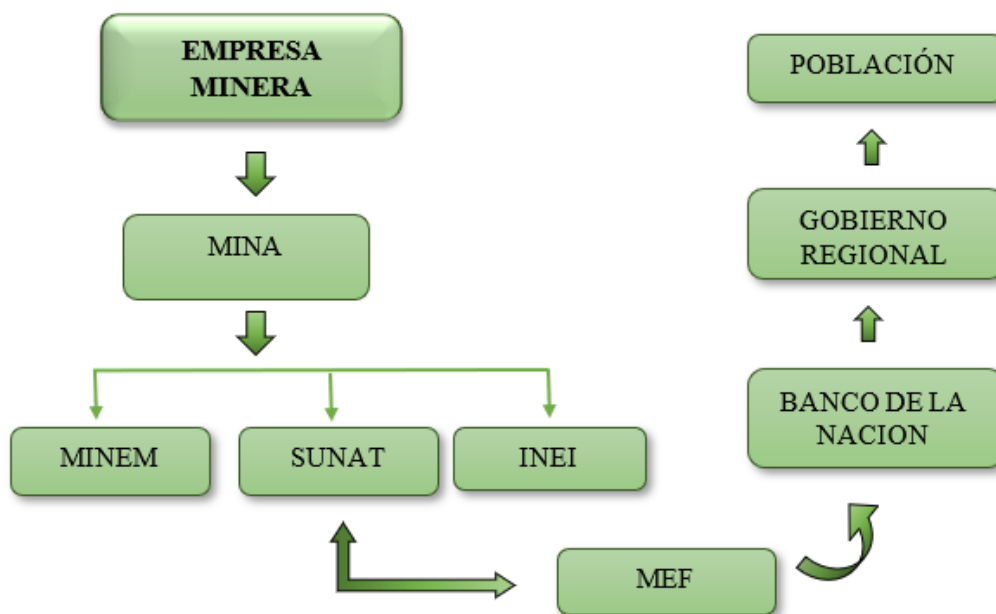 EMPRESA
MINERA
MINA
MINEM
SUNAT
INEI
MEF
BANCO DE LA
NACION
GOBIERNO
REGIONAL
POBLACIÓN